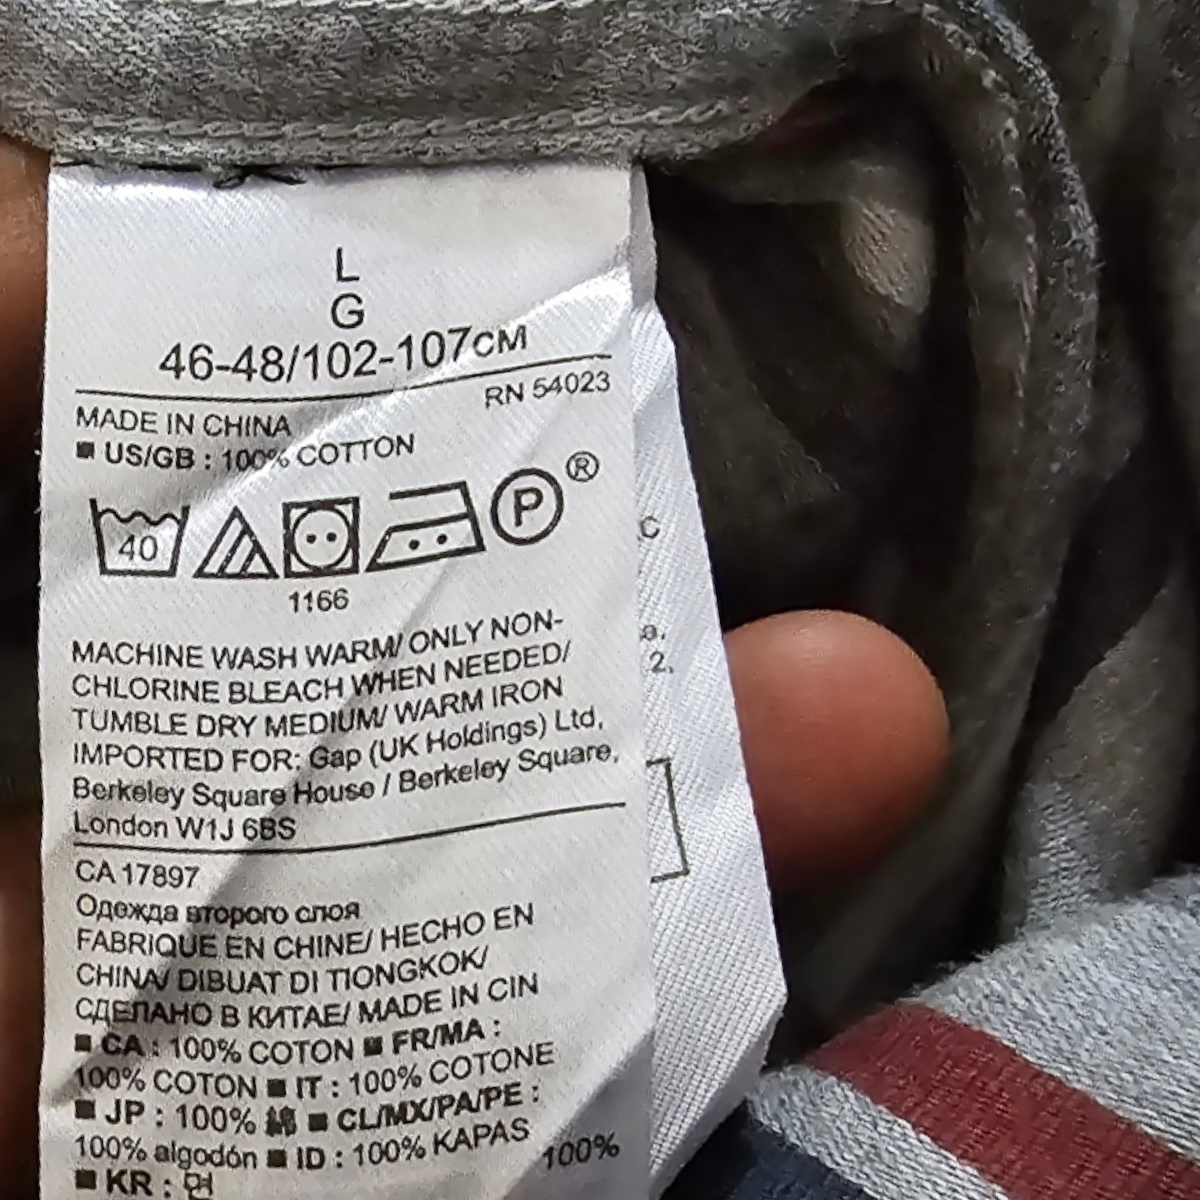 L
G
46-48/102-107CM
RN 54023
MADE IN CHINA
■ US/GB : 100% COTTON
40
P
®
1166
MACHINE WASH WARM/ ONLY NON-
CHLORINE BLEACH WHEN NEEDED/
TUMBLE DRY MEDIUM/ WARM IRON
IMPORTED FOR: Gap (UK Holdings) Ltd,
Berkeley Square House / Berkeley Square,
London W1J 6BS
CA 17897
Одежда второго слоя
FABRIQUE EN CHINE/ HECHO EN
CHINA/ DIBUAT DI TIONGKOK/
СДЕЛАНО В КИТАЕ/ MADE IN CIN
■ CA : 100% COTON ■ FR/MA :
100% COTON ■ IT : 100% COTONE
■ JP : 100% 綿 ■ CL/MX/PA/PE :
100% algodón ■ ID : 100% KAPAS
■ KR : 면 100%
C
a.
2.